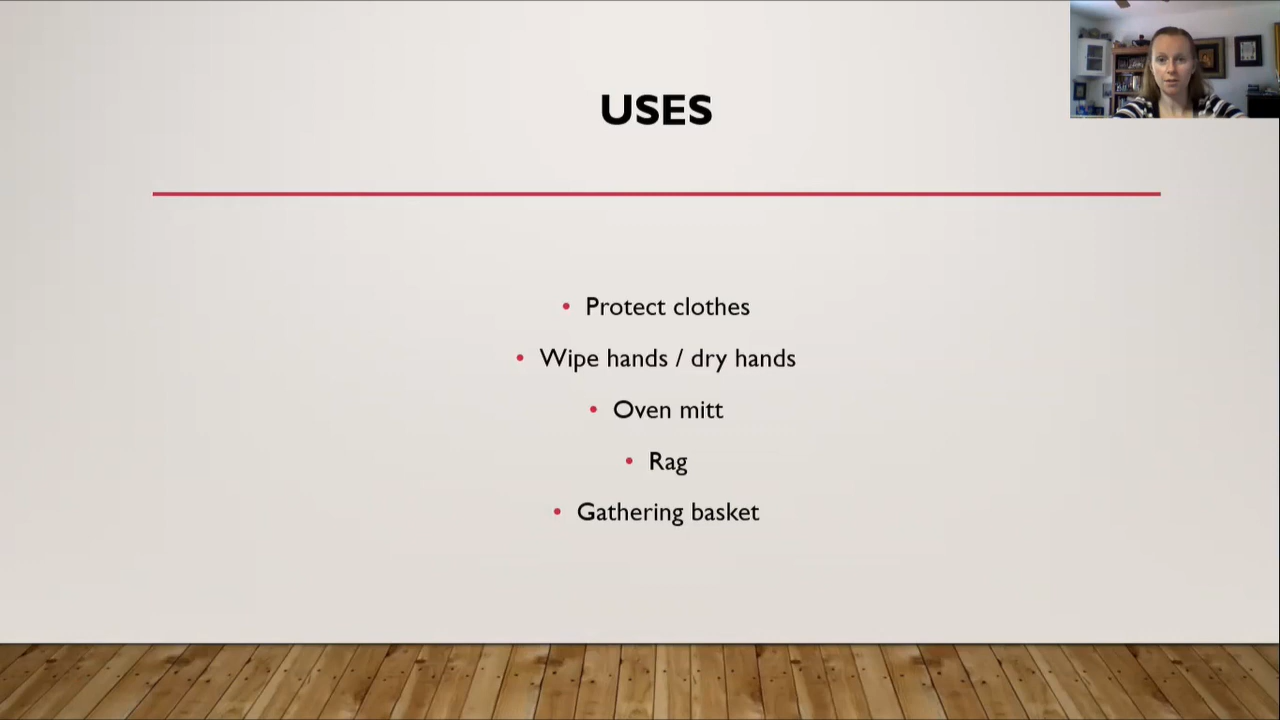 USES
• Protect clothes
• Wipe hands / dry hands
• Oven mitt
• Rag
• Gathering basket